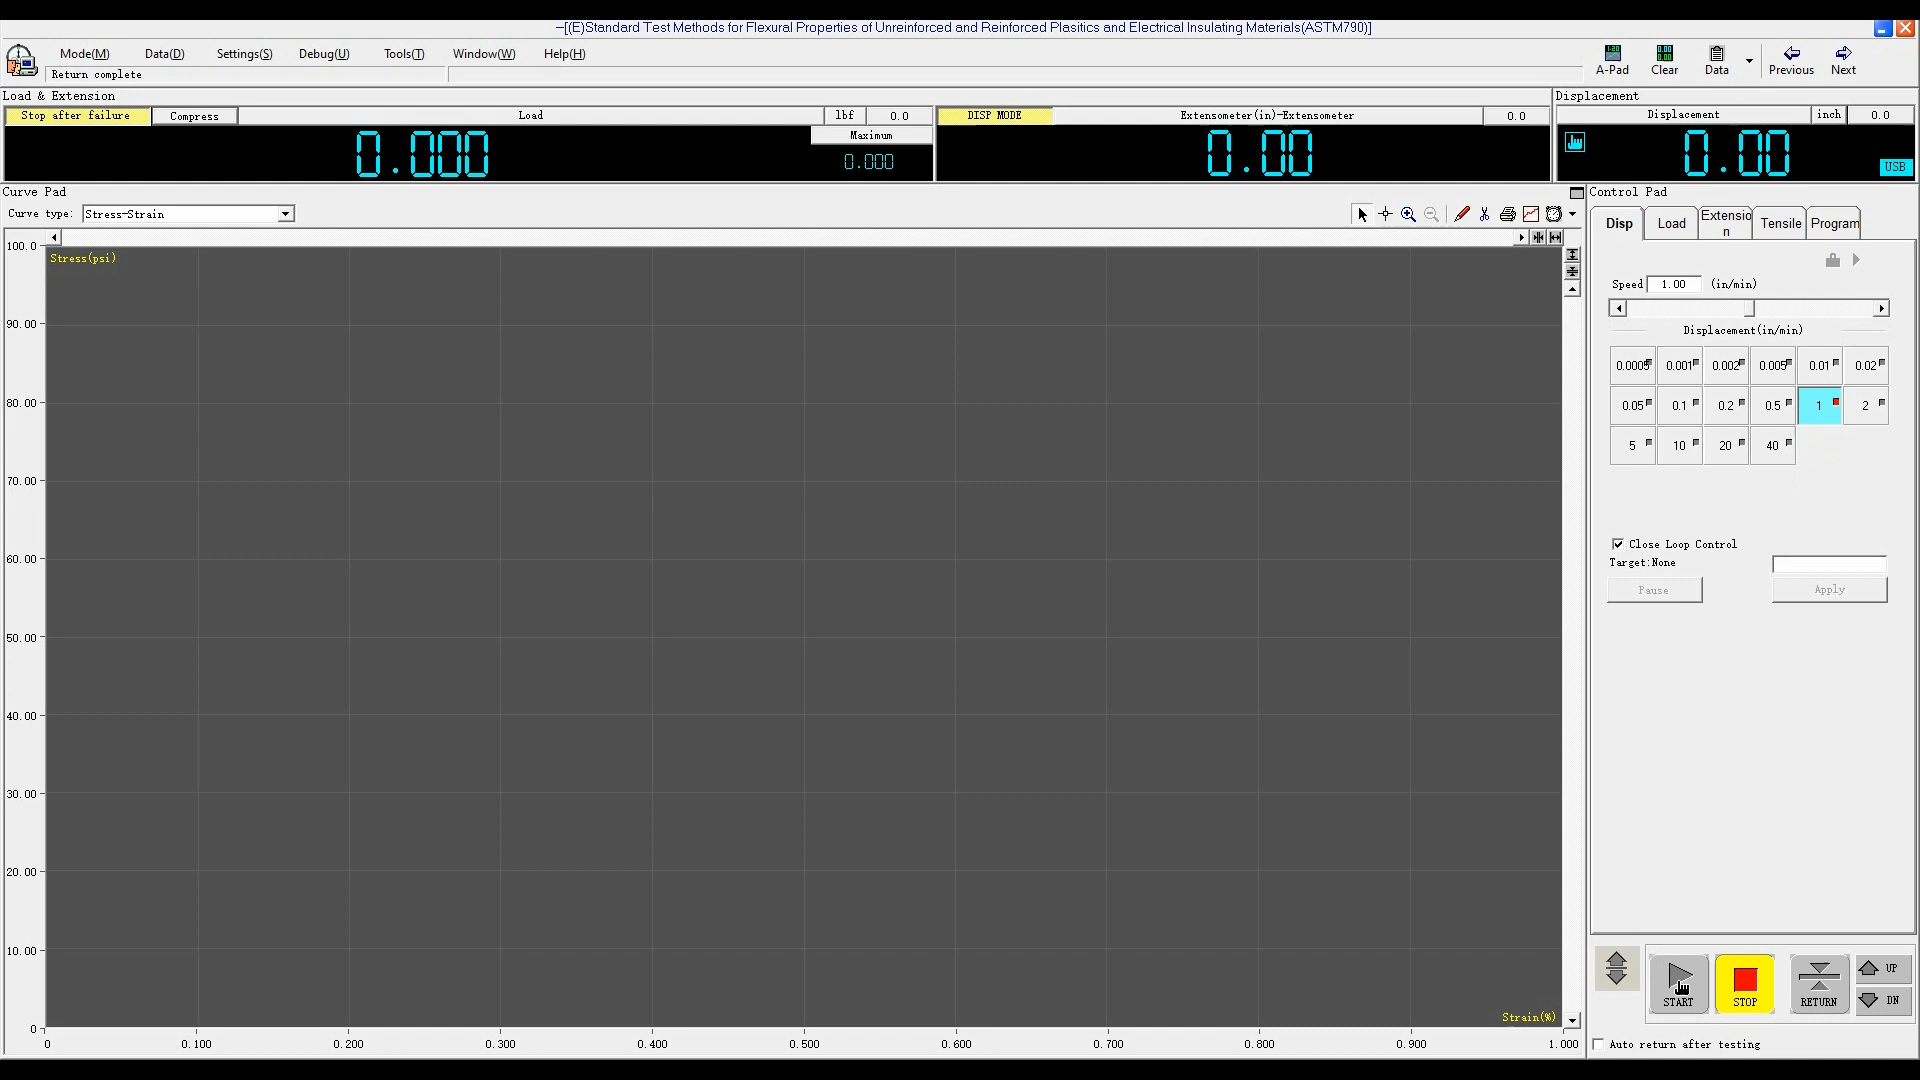 —[(E)Standard Test Methods for Flexural Properties of Unreinforced and Reinforced Plasitics and Electrical Insulating Materials(ASTM790)]
Mode(M) Data(D) Settings(S) Debug(U) Tools(T) Window(W) Help(H)
A-Pad Clear Data Previous Next
Return complete
Load & Extension Displacement
Stop after failure Compress Load lbf 0.0 DISP MODE Extensometer(in)-Extensometer 0.0 Displacement inch 0.0
Maximum
0.000 0.000 0.00 0.00 USB
Curve Pad Control Pad
Curve type: Stress-Strain
Disp Load Extension Tensile Program
Stress(psi)
100.0
90.00
80.00
70.00
60.00
50.00
40.00
30.00
20.00
10.00
0
Strain(%)
0 0.100 0.200 0.300 0.400 0.500 0.600 0.700 0.800 0.900 1.000
Speed 1.00 (in/min)
Displacement(in/min)
0.0005 0.001 0.002 0.005 0.01 0.02
0.05 0.1 0.2 0.5 1 2
5 10 20 40
Close Loop Control
Target:None
Pause Apply
START STOP RETURN UP
DN
Auto return after testing